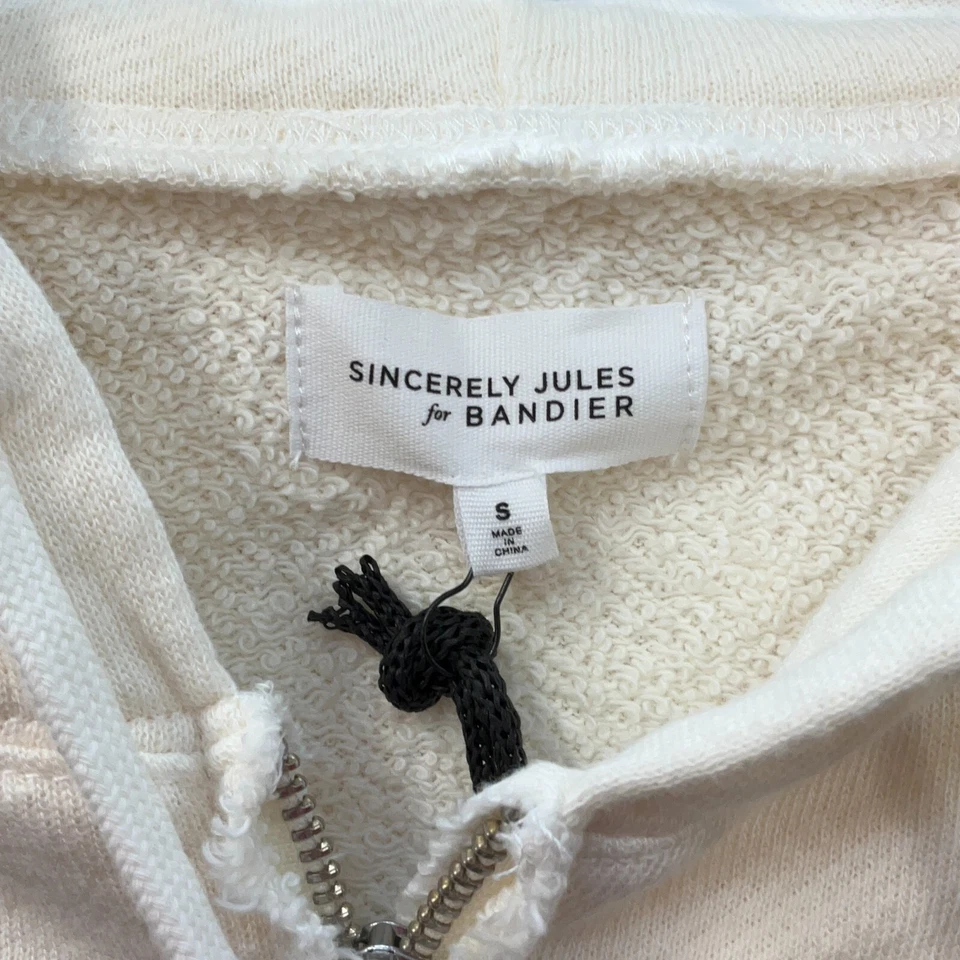 SINCERELY JULES
for BANDIER
S
MADE
IN
CHINA